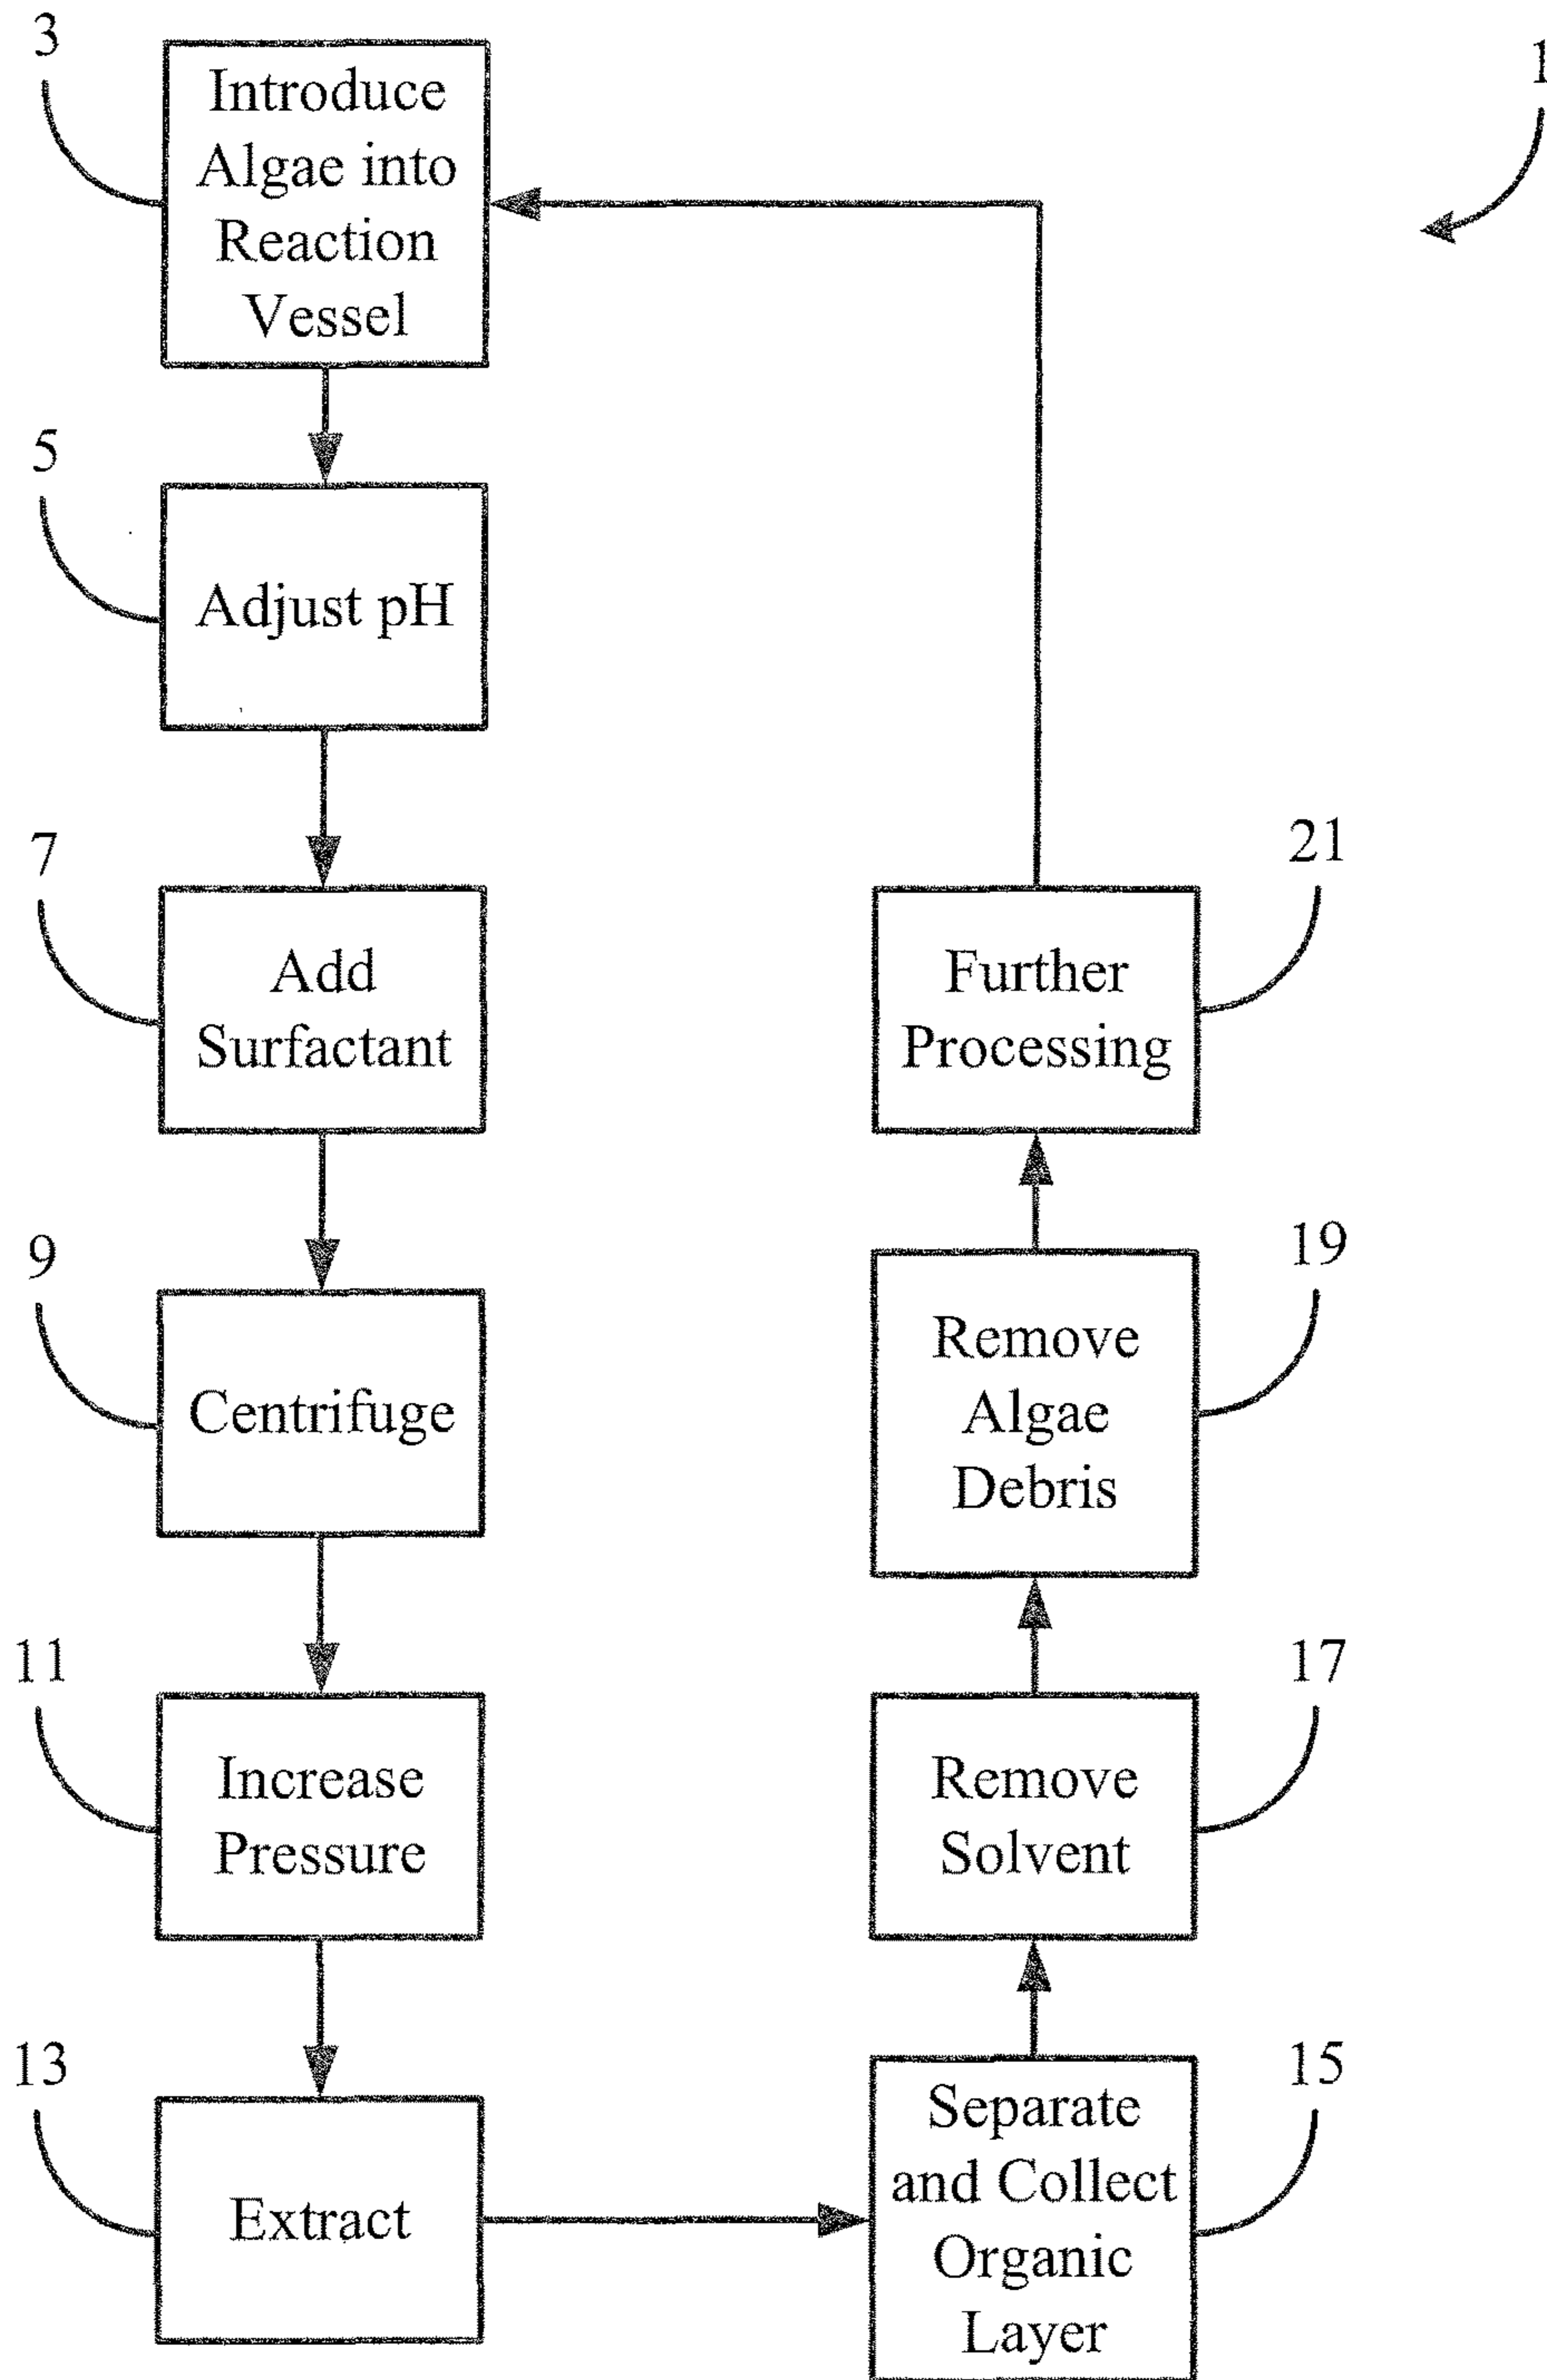 3
Introduce
Algae into
Reaction
Vessel
1
5
Adjust pH
7
Add
Surfactant
9
Centrifuge
11
Increase
Pressure
13
Extract
21
Further
Processing
19
Remove
Algae
Debris
17
Remove
Solvent
15
Separate
and Collect
Organic
Layer